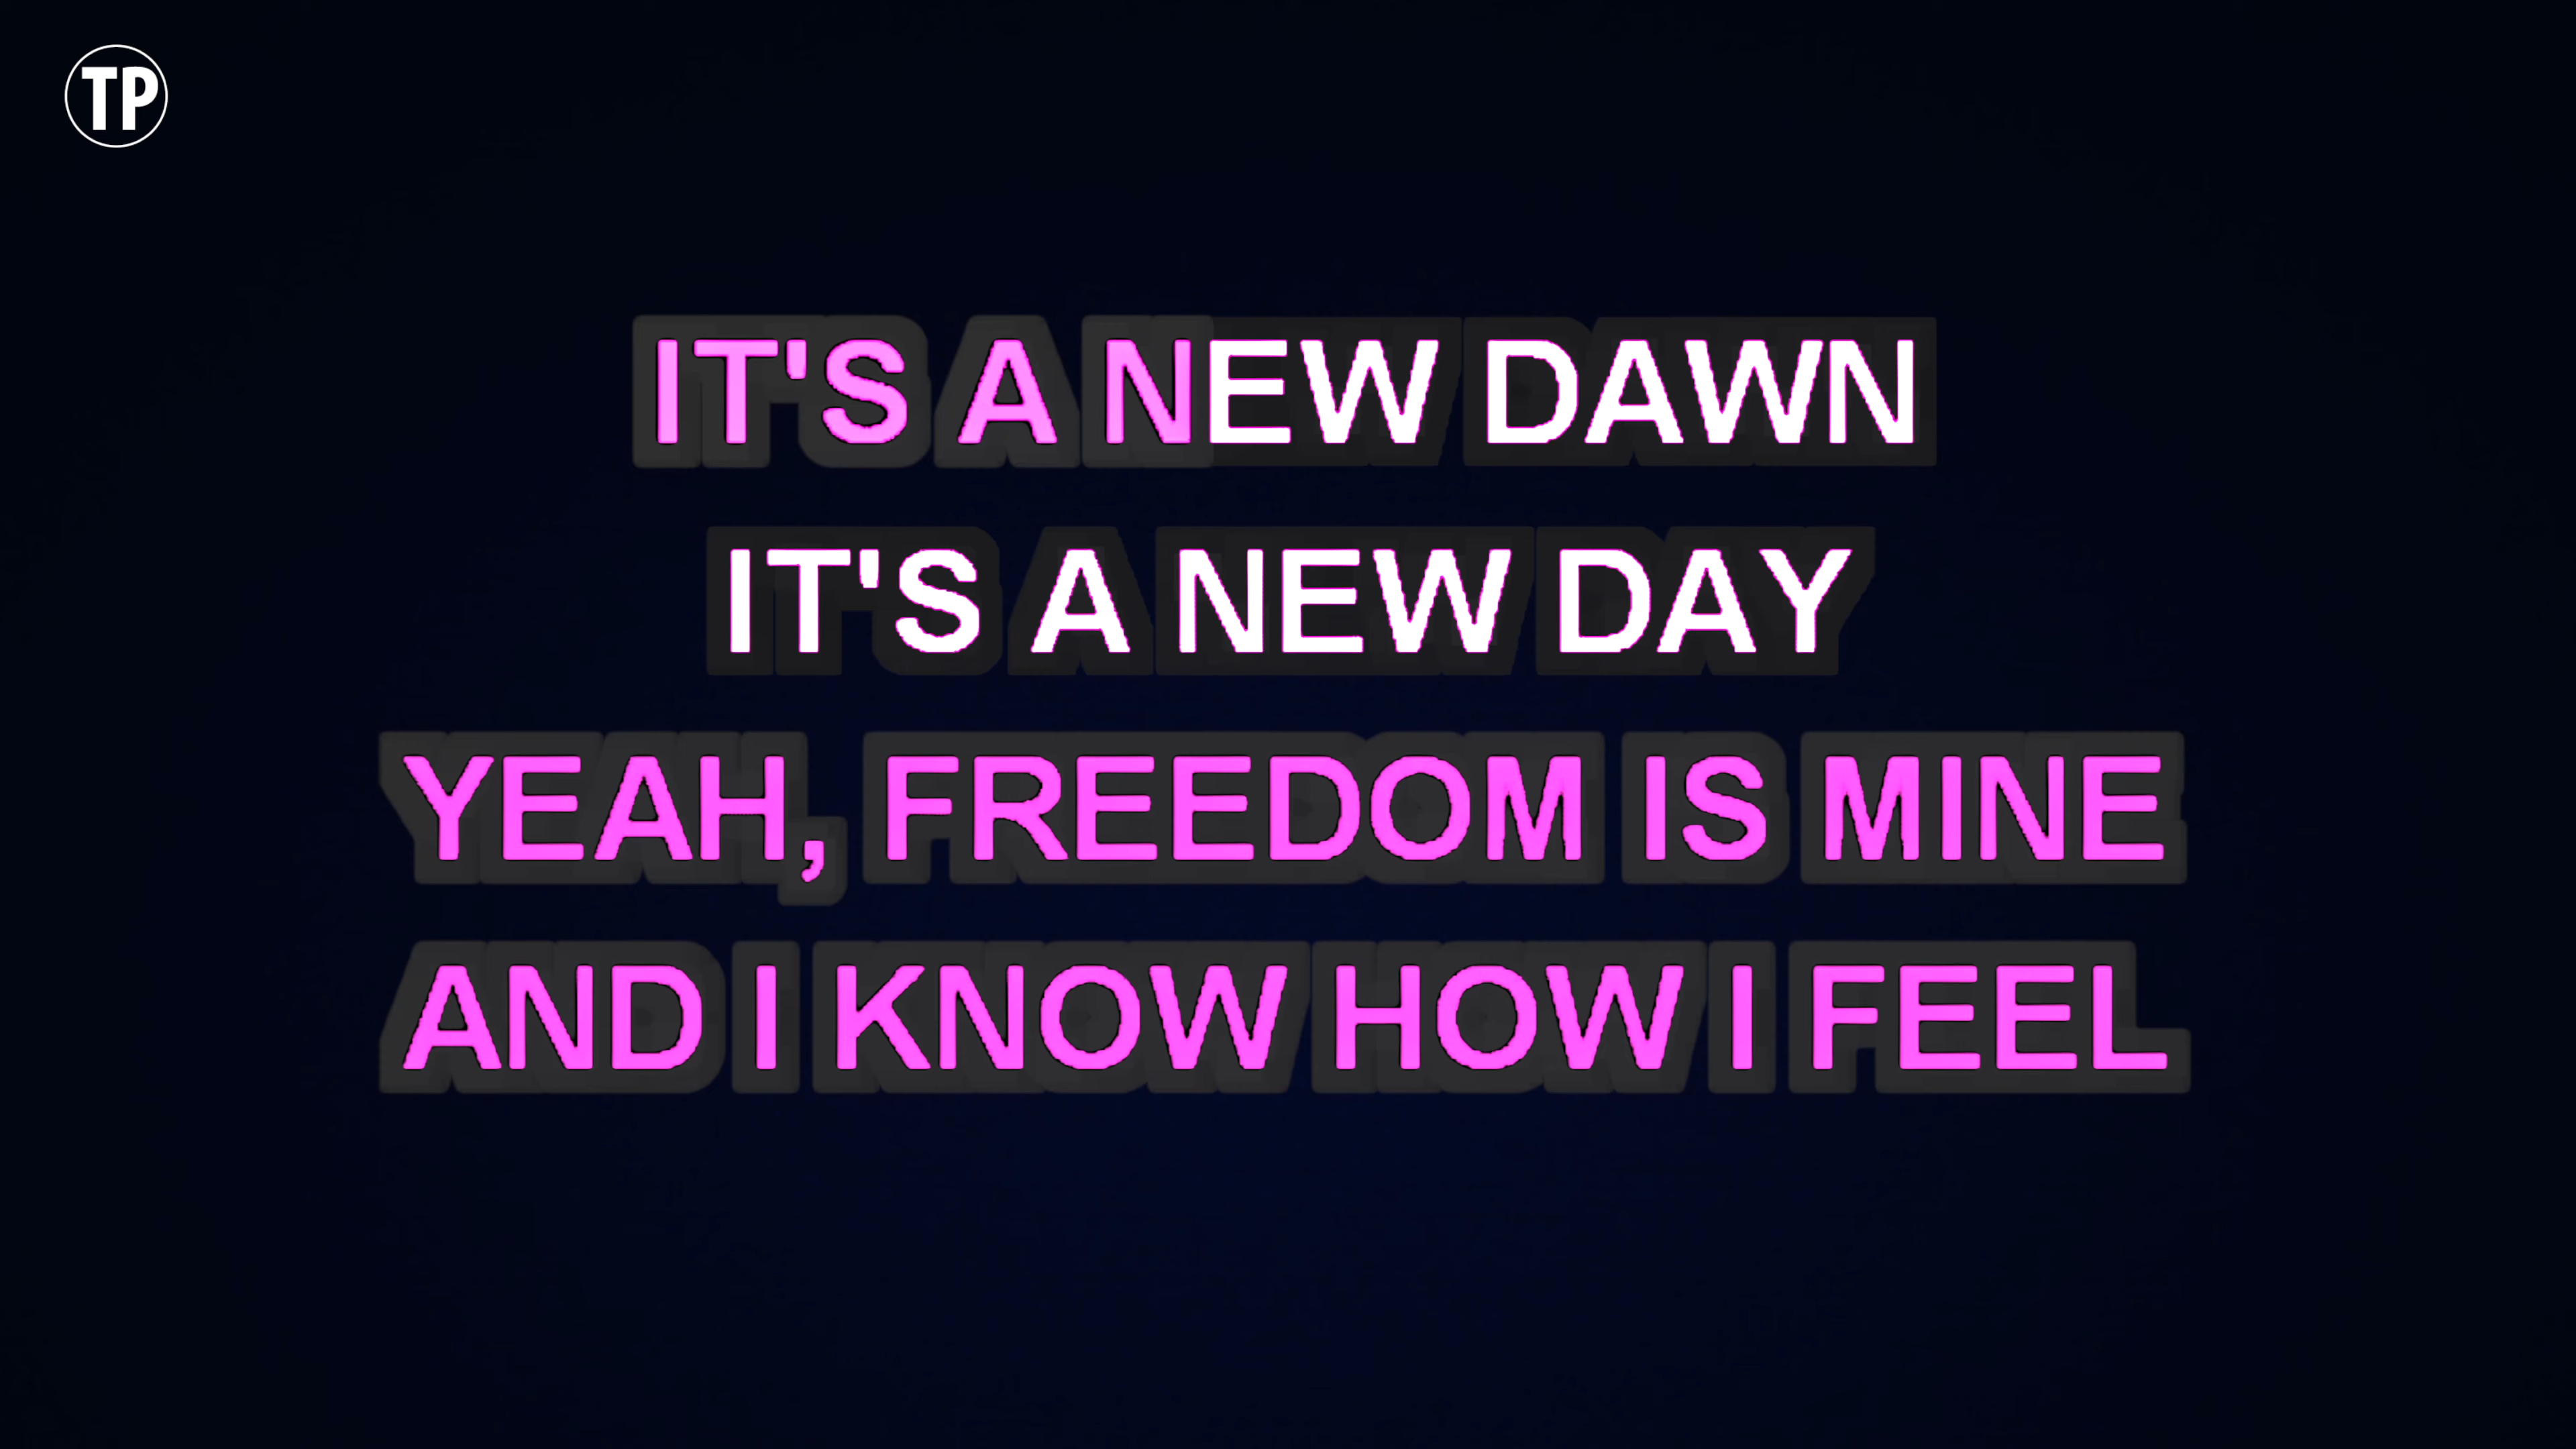 TP
IT'S A NEW DAWN
IT'S A NEW DAY
YEAH, FREEDOM IS MINE
AND I KNOW HOW I FEEL